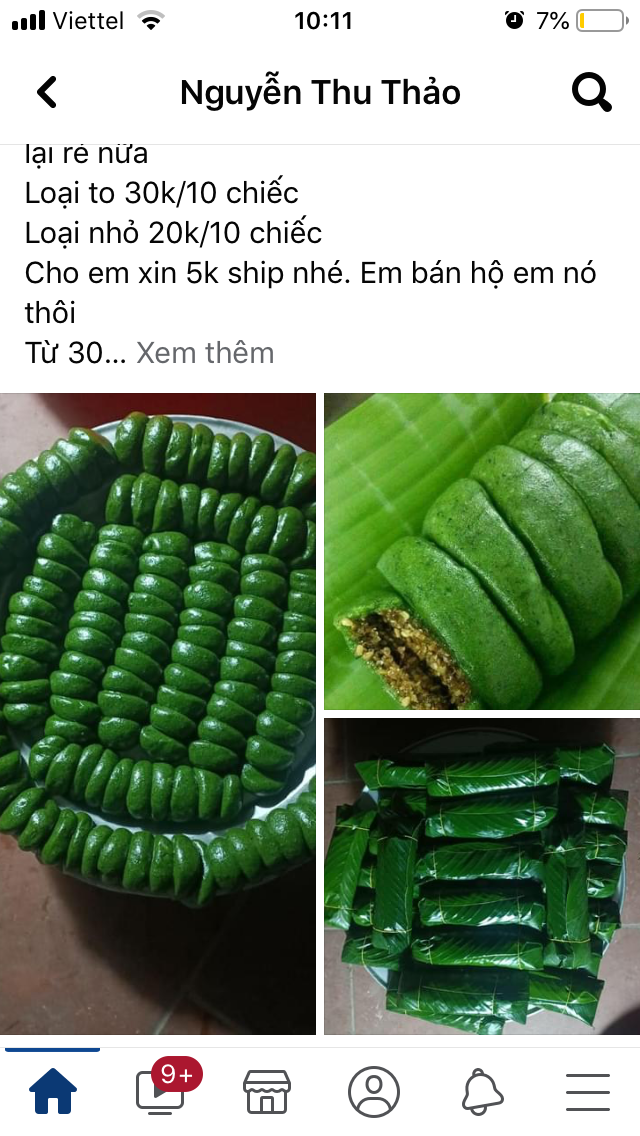 Viettel 10:11 7%
Nguyễn Thu Thảo
lại rẻ nữa
Loại to 30k/10 chiếc
Loại nhỏ 20k/10 chiếc
Cho em xin 5k ship nhé. Em bán hộ em nó
thôi
Từ 30... Xem thêm
9+